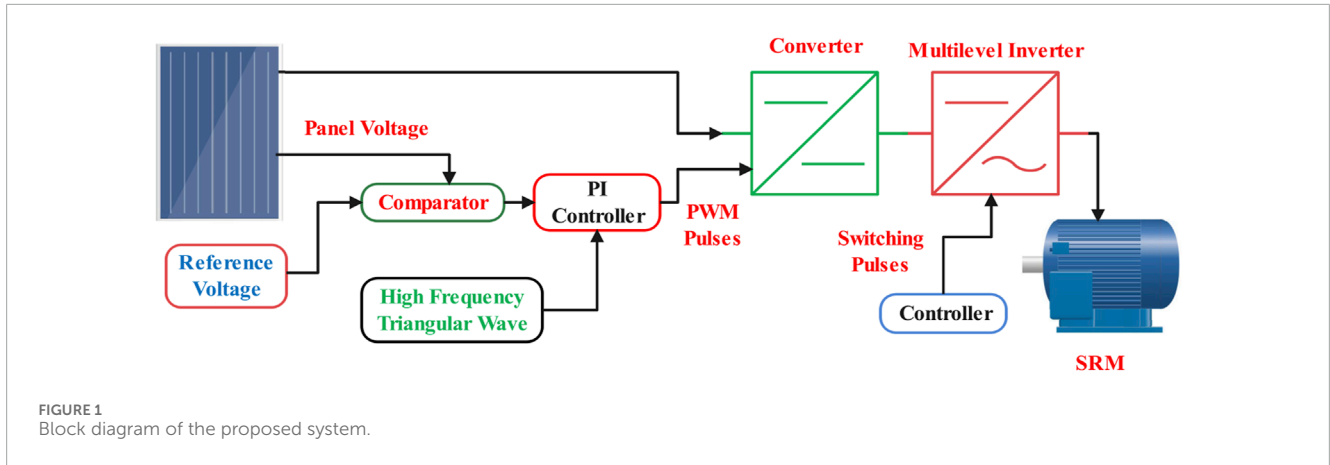 Converter
Multilevel Inverter
Panel Voltage
Comparator
PI
Controller
PWM
Pulses
Reference
Voltage
High Frequency
Triangular Wave
Switching
Pulses
Controller
SRM
FIGURE 1
Block diagram of the proposed system.